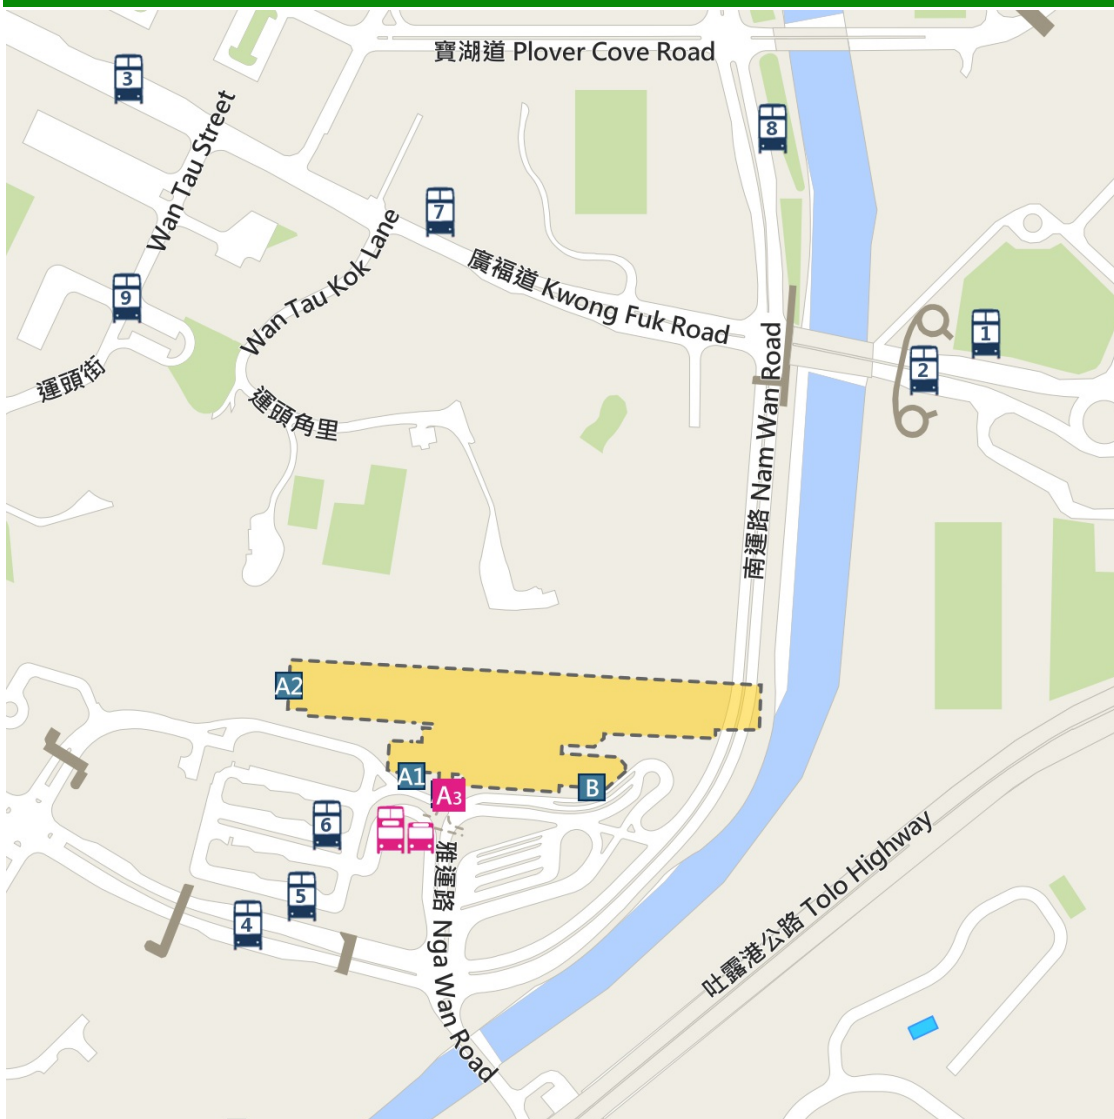 寶湖道 Plover Cove Road
3
8
Wan Tau Street
7
Wan Tau Kok Lane
廣福道 Kwong Fuk Road
9
1
2
運頭街
運頭角里
南運路 Nam Wan Road
A2
A1
A3
B
6
5
4
雅運路 Nga Wan Road
吐露港公路 Tolo Highway